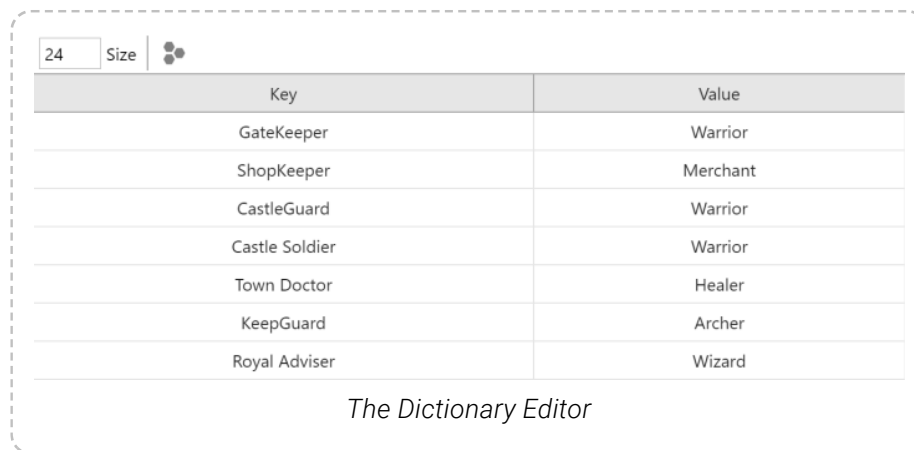 24 Size
Key Value
GateKeeper Warrior
ShopKeeper Merchant
CastleGuard Warrior
Castle Soldier Warrior
Town Doctor Healer
KeepGuard Archer
Royal Adviser Wizard
The Dictionary Editor